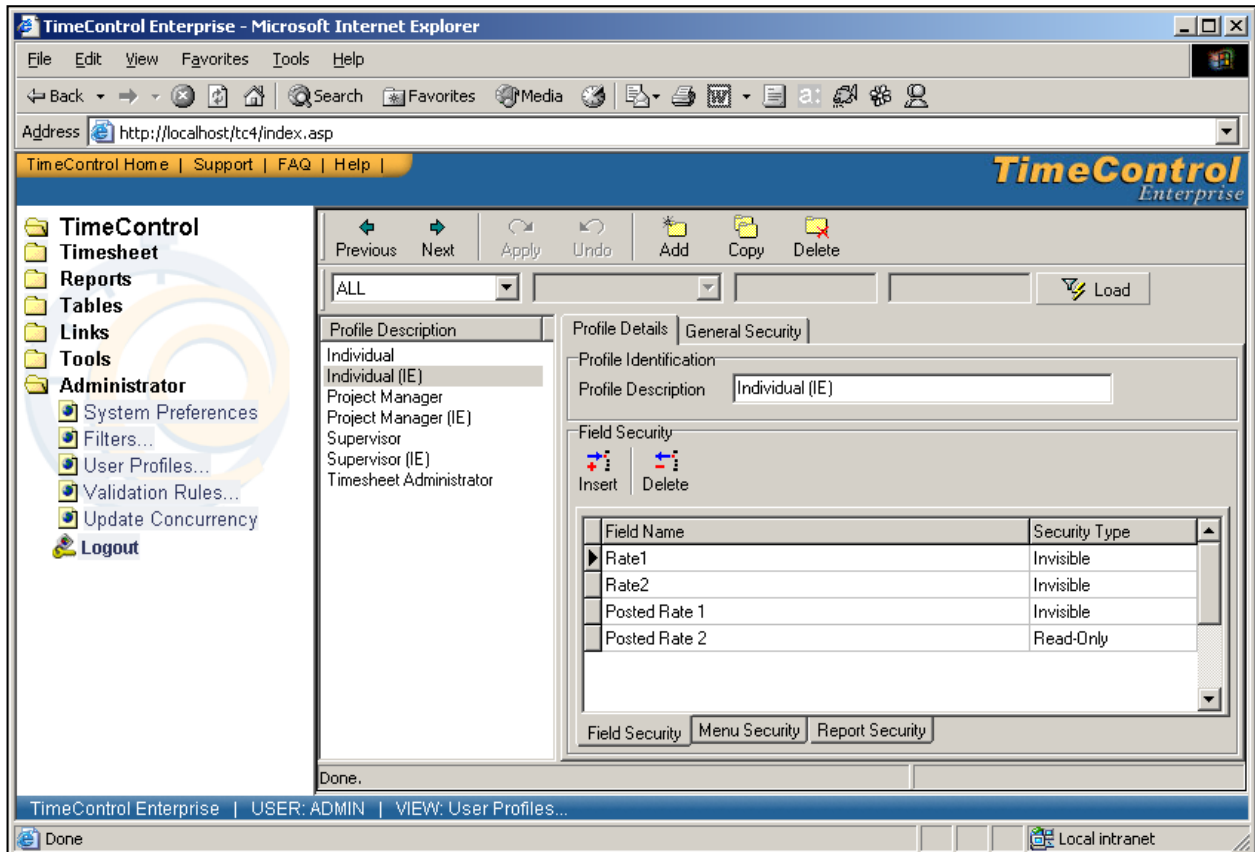 TimeControl Enterprise - Microsoft Internet Explorer
File Edit View Favorites Tools Help
Back Search Favorites Media
Address http://localhost/tc4/index.asp
TimeControl Home | Support | FAQ | Help |
TimeControl
Enterprise
TimeControl
Timesheet
Reports
Tables
Links
Tools
Administrator
System Preferences
Filters...
User Profiles...
Validation Rules...
Update Concurrency
Logout
Previous Next Apply Undo Add Copy Delete
ALL Load
Profile Description
Individual
Individual (IE)
Project Manager
Project Manager (IE)
Supervisor
Supervisor (IE)
Timesheet Administrator
Profile Details General Security
Profile Identification
Profile Description Individual (IE)
Field Security
Insert Delete
Field Name Security Type
Rate1 Invisible
Rate2 Invisible
Posted Rate 1 Invisible
Posted Rate 2 Read-Only
Field Security Menu Security Report Security
Done.
TimeControl Enterprise | USER: ADMIN | VIEW: User Profiles...
Done Local intranet